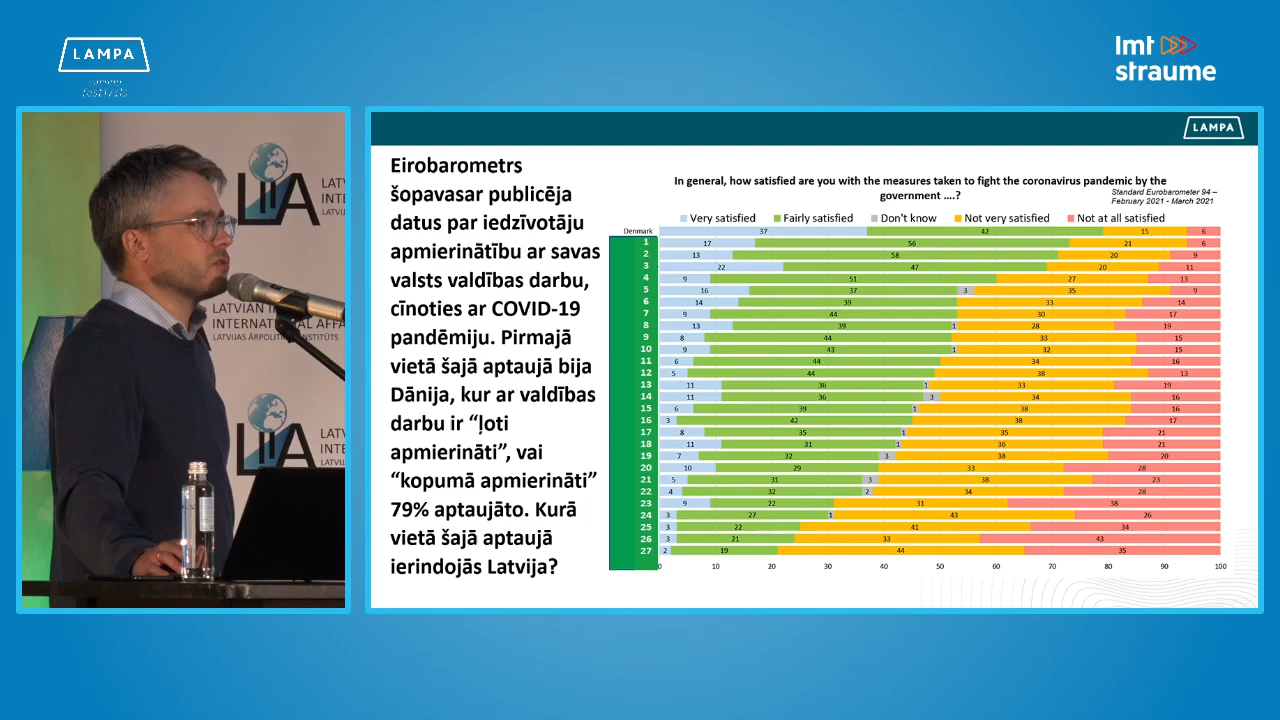 LAMPA
festivāls
lmt
straume
LATV
INTE
LATVIJ
LIIA
LATVIAN IN
INTERNATIONAL AFFA
LATVIJAS ĀRPOLITI INSTITŪTS
LIIA
LATV
INTE
LATVIJ
LAMPA
Eirobarometrs
šopavasar publicēja
datus par iedzīvotāju
apmierinātību ar savas
valsts valdības darbu,
cīnoties ar COVID-19
pandēmiju. Pirmajā
vietā šajā aptaujā bija
Dānija, kur ar valdības
darbu ir “ļoti
apmierināti”, vai
“kopumā apmierināti”
79% aptaujāto. Kurā
vietā šajā aptaujā
ierindojās Latvija?
In general, how satisfied are you with the measures taken to fight the coronavirus pandemic by the
government ....?
Standard Eurobarometer 94 –
February 2021 - March 2021
Very satisfied Fairly satisfied Don't know Not very satisfied Not at all satisfied
Denmark 37 42 15 6
1 17 56 21 6
2 13 58 20 9
3 22 47 20 11
4 9 51 27 13
5 16 37 3 35 9
6 14 39 33 14
7 9 44 30 17
8 13 39 1 28 19
9 8 44 33 15
10 9 43 1 32 15
11 6 44 34 16
12 5 44 38 13
13 11 36 1 33 19
14 11 36 3 34 16
15 6 39 1 38 16
16 3 42 38 17
17 8 35 1 35 21
18 11 31 1 36 21
19 7 32 3 38 20
20 10 29 33 28
21 5 31 3 38 23
22 4 32 2 34 28
23 9 22 31 38
24 3 27 1 43 26
25 3 22 41 34
26 3 21 33 43
27 2 19 44 35
0 10 20 30 40 50 60 70 80 90 100